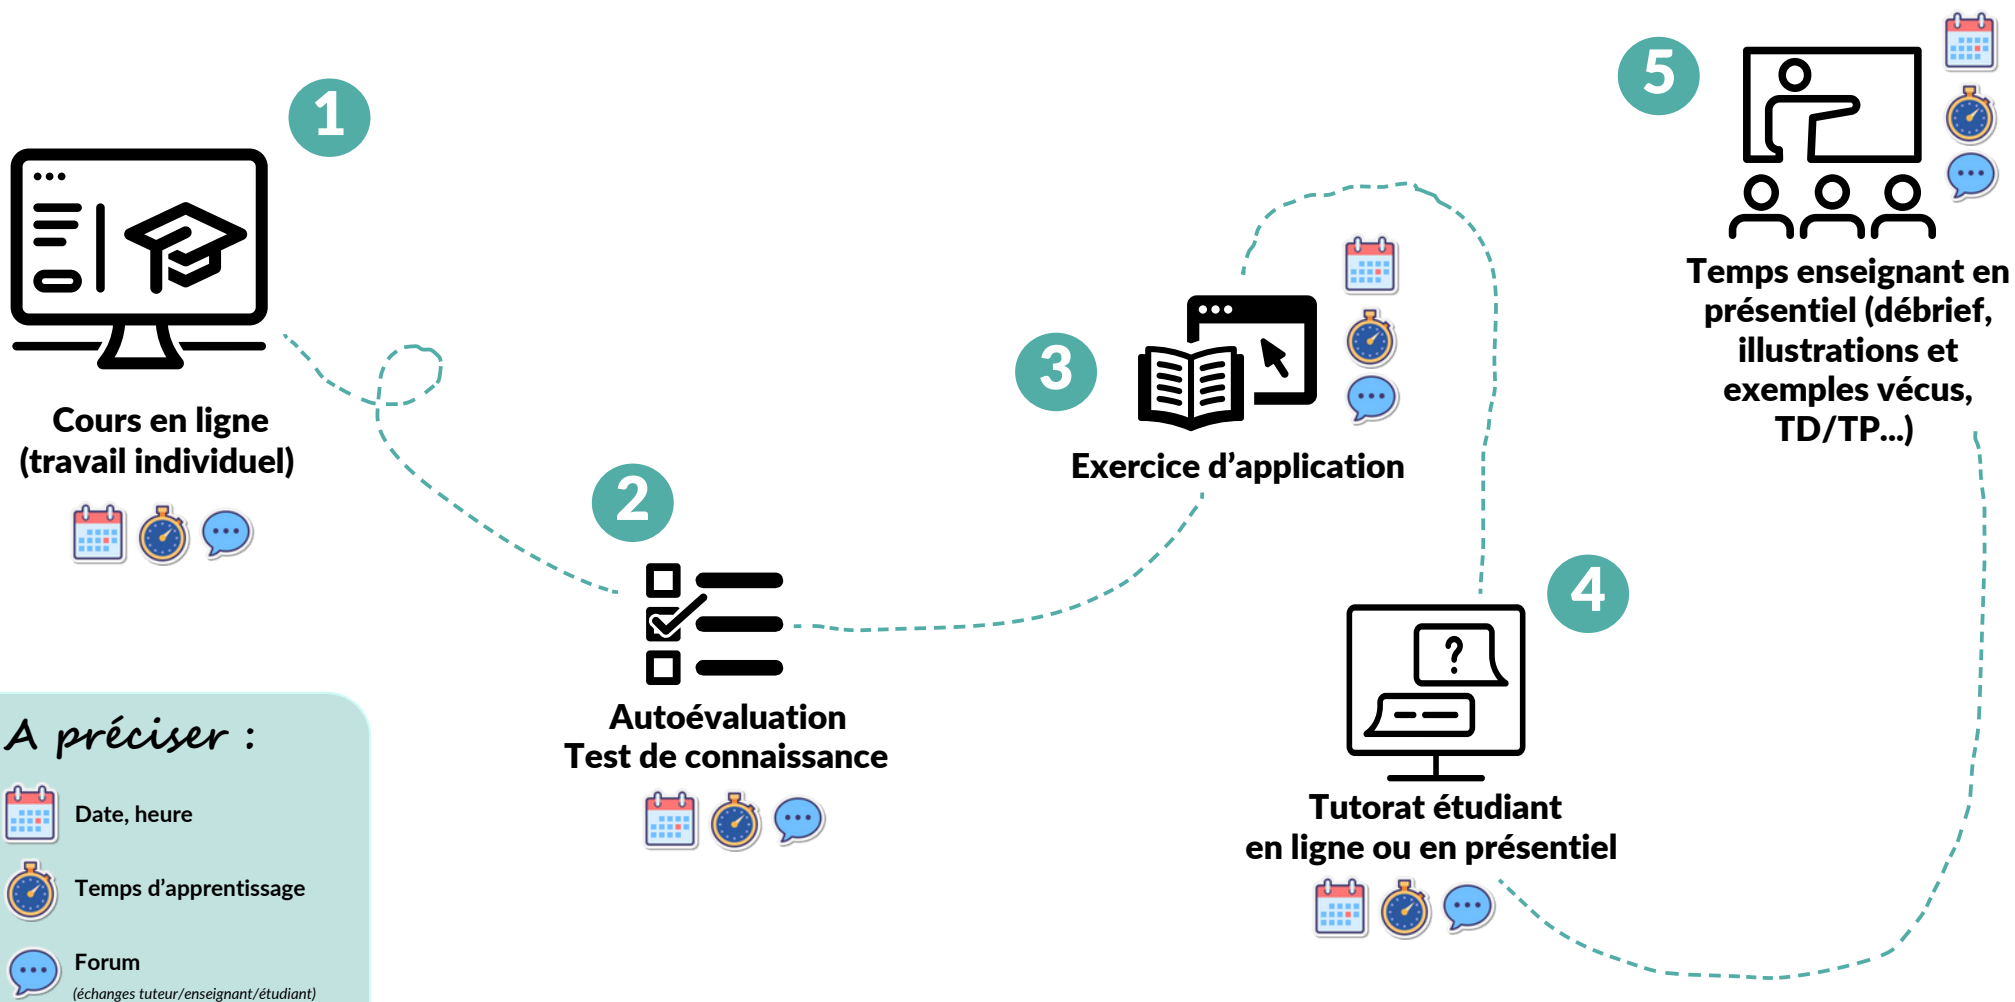 1
Cours en ligne
(travail individuel)
2
Autoévaluation
Test de connaissance
3
Exercice d’application
4
?
Tutorat étudiant
en ligne ou en présentiel
5
Temps enseignant en
présentiel (débrief,
illustrations et
exemples vécus,
TD/TP...)
A préciser :
Date, heure
Temps d’apprentissage
Forum
(échanges tuteur/enseignant/étudiant)